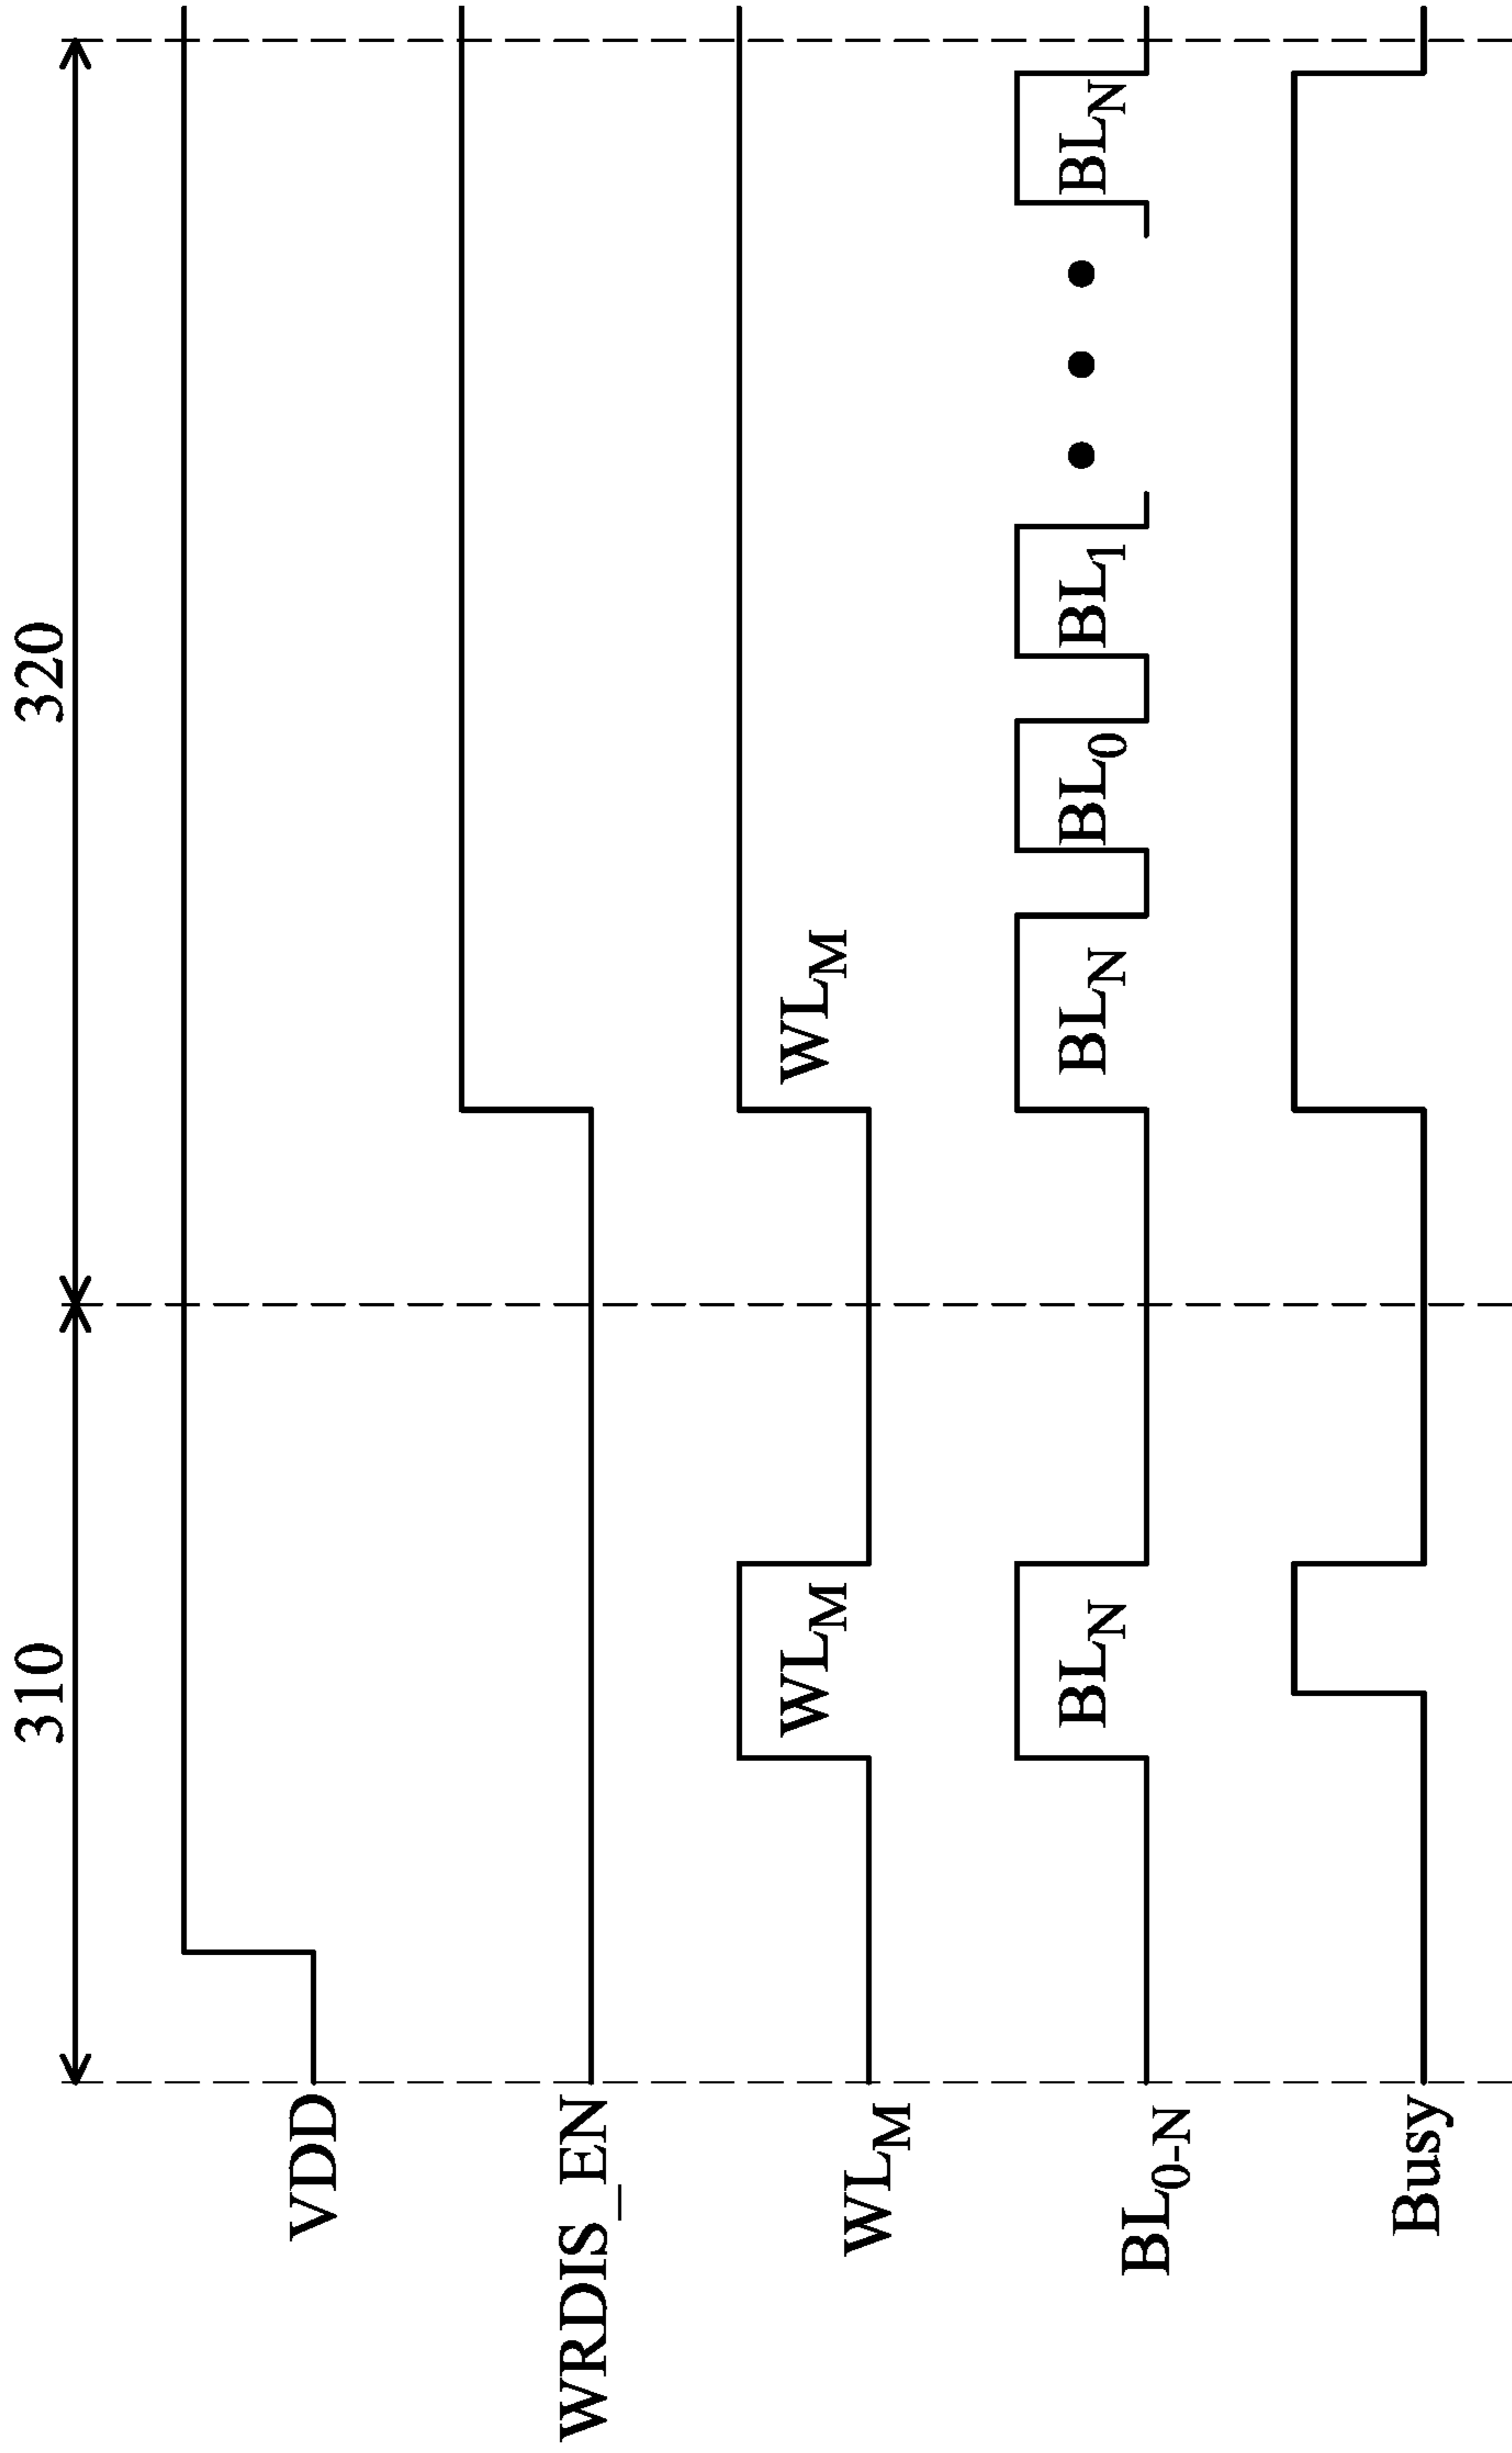 310 320
VDD
WRDIS_EN
WL_M WL_M WL_M
BL_0-N BL_N BL_N BL_0 BL_1 BL_N
Busy